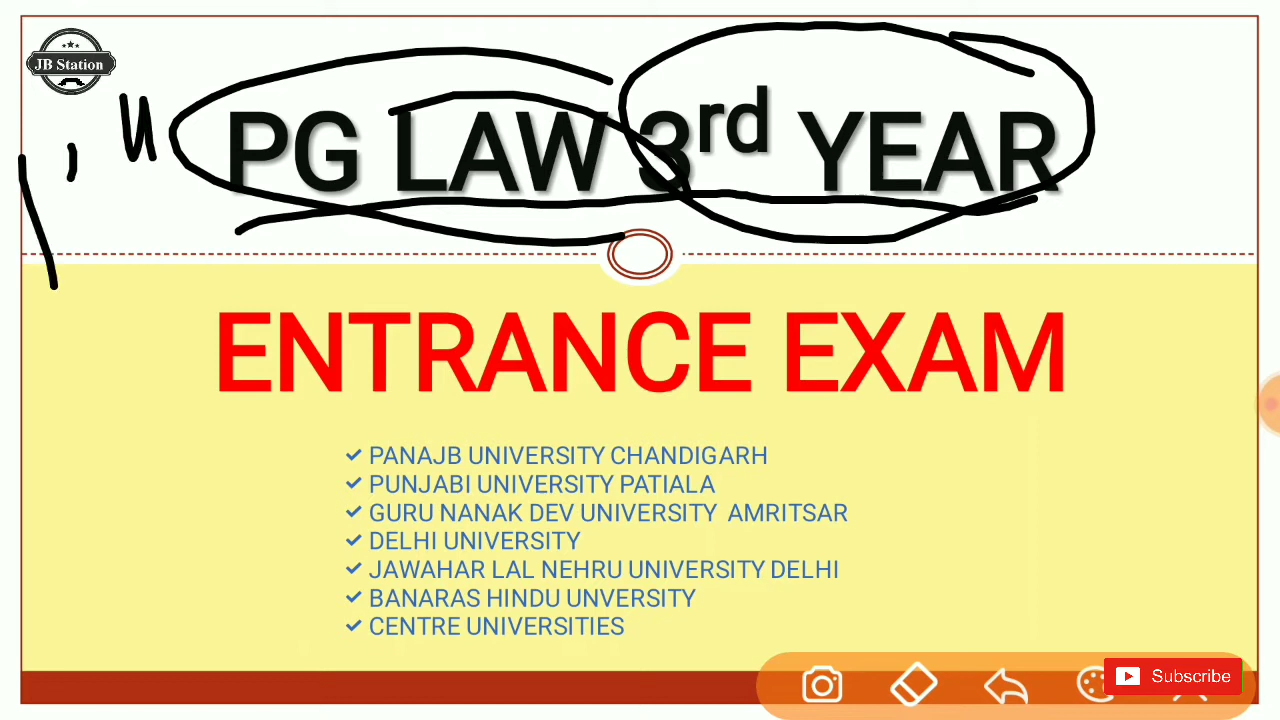 JB Station
PG LAW 3rd YEAR
ENTRANCE EXAM
PANAJB UNIVERSITY CHANDIGARH
PUNJABI UNIVERSITY PATIALA
GURU NANAK DEV UNIVERSITY AMRITSAR
DELHI UNIVERSITY
JAWAHAR LAL NEHRU UNIVERSITY DELHI
BANARAS HINDU UNVERSITY
CENTRE UNIVERSITIES
Subscribe